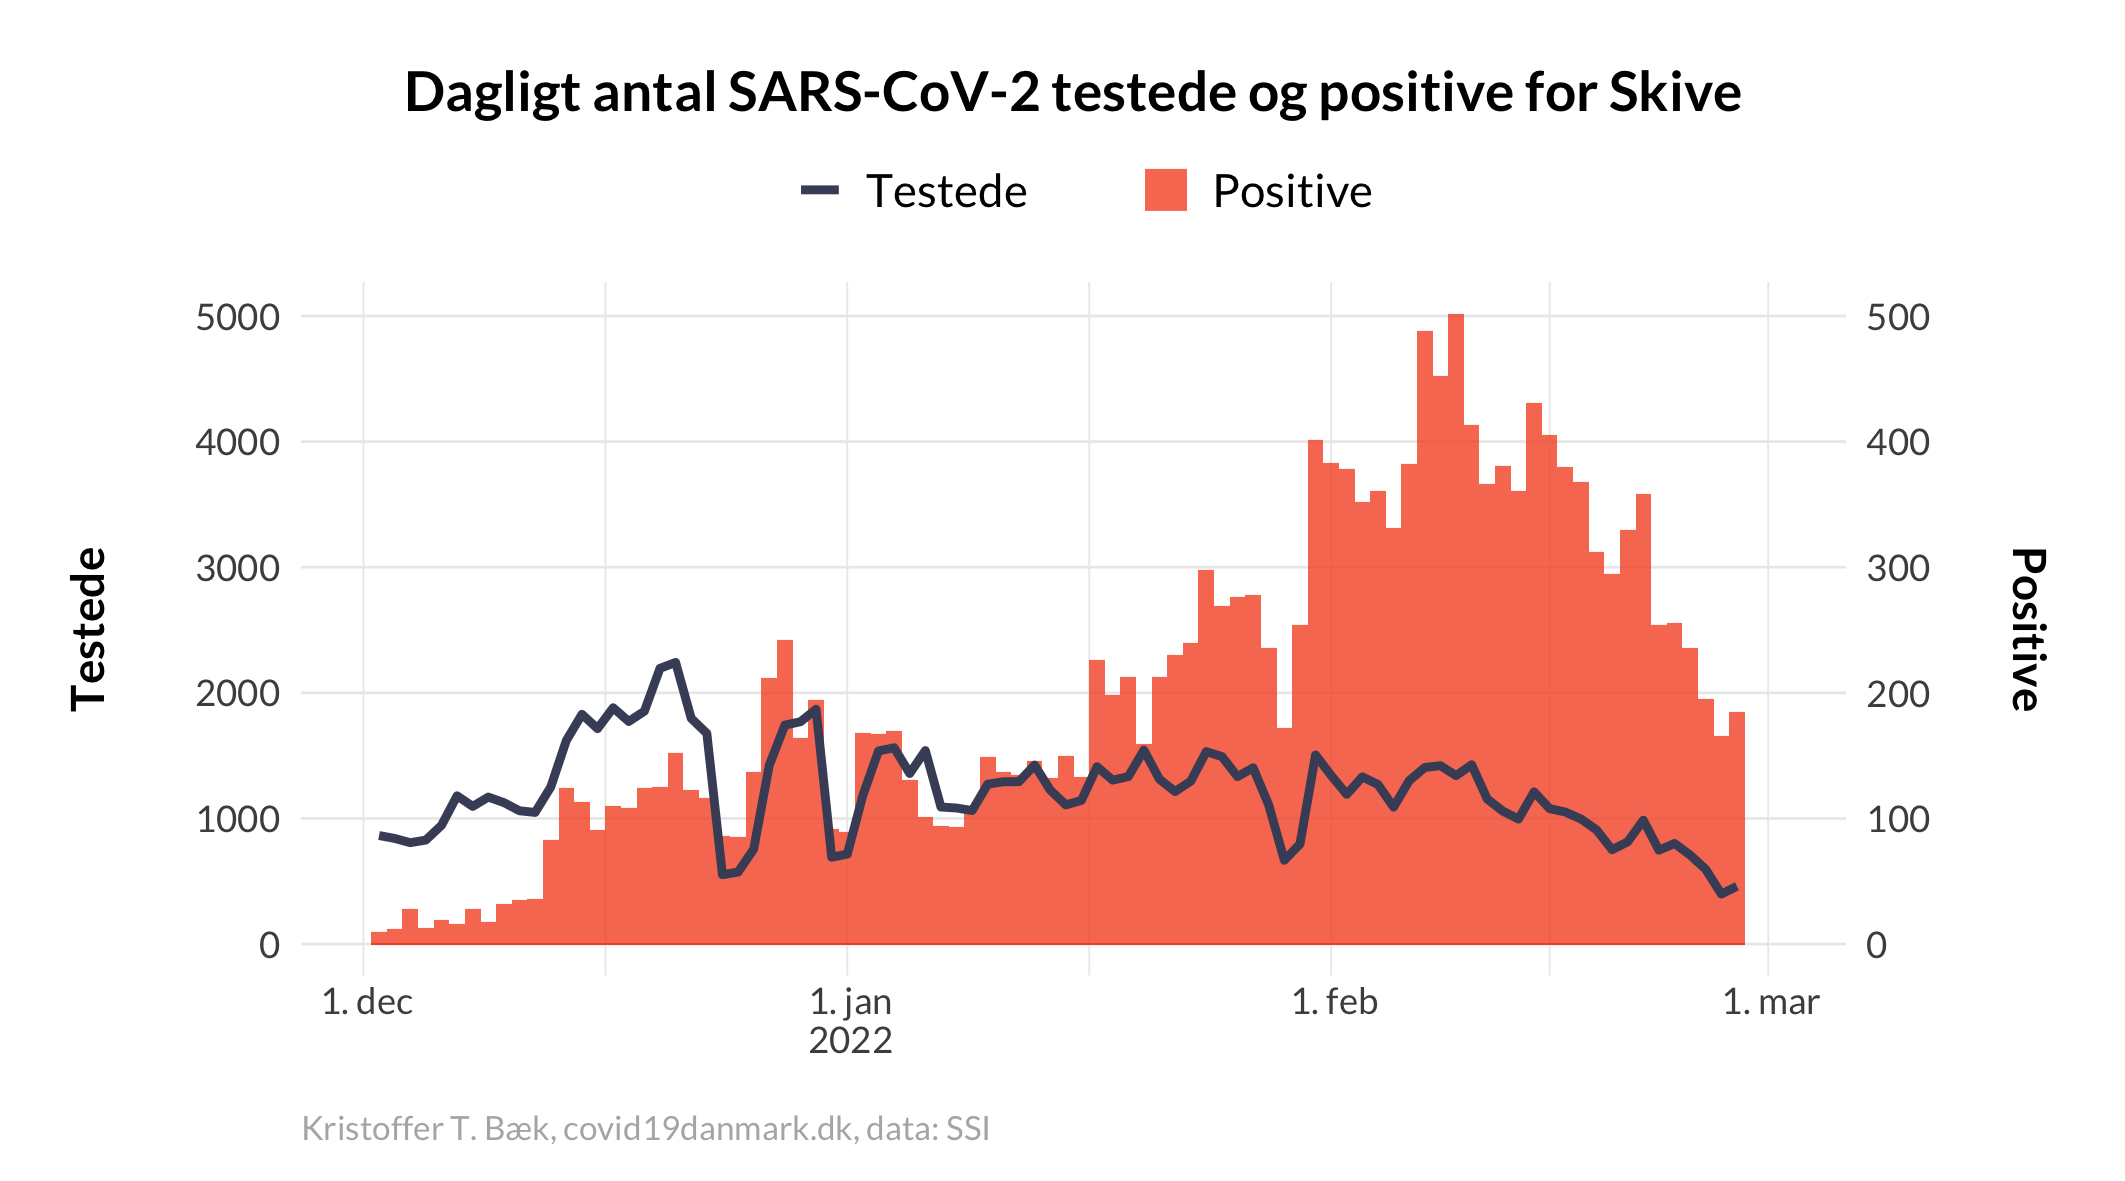 Dagligt antal SARS-CoV-2 testede og positive for Skive
Testede Positive
5000 500
4000 400
3000 300
2000 200
1000 100
0 0
Testede
Positive
1. dec 1. jan 1. feb 1. mar
2022
Kristoffer T. Bæk, covid19danmark.dk, data: SSI